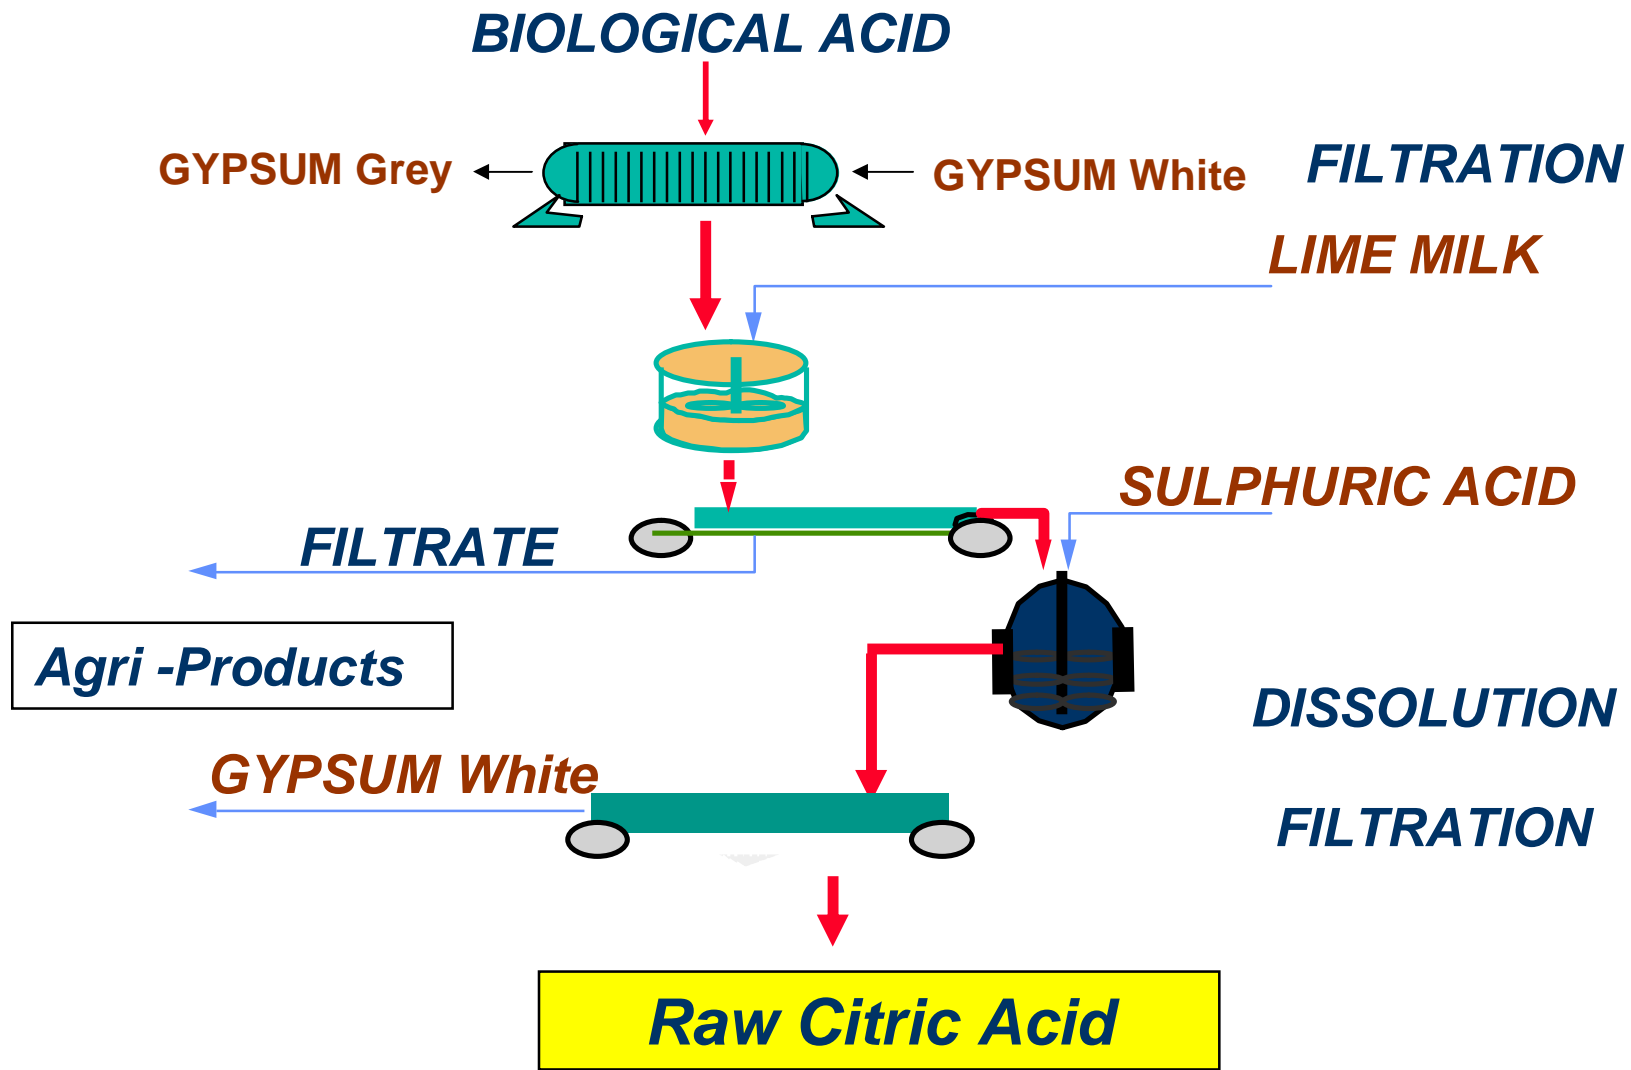 BIOLOGICAL ACID
GYPSUM Grey
GYPSUM White
FILTRATION
LIME MILK
SULPHURIC ACID
FILTRATE
Agri -Products
DISSOLUTION
GYPSUM White
FILTRATION
Raw Citric Acid